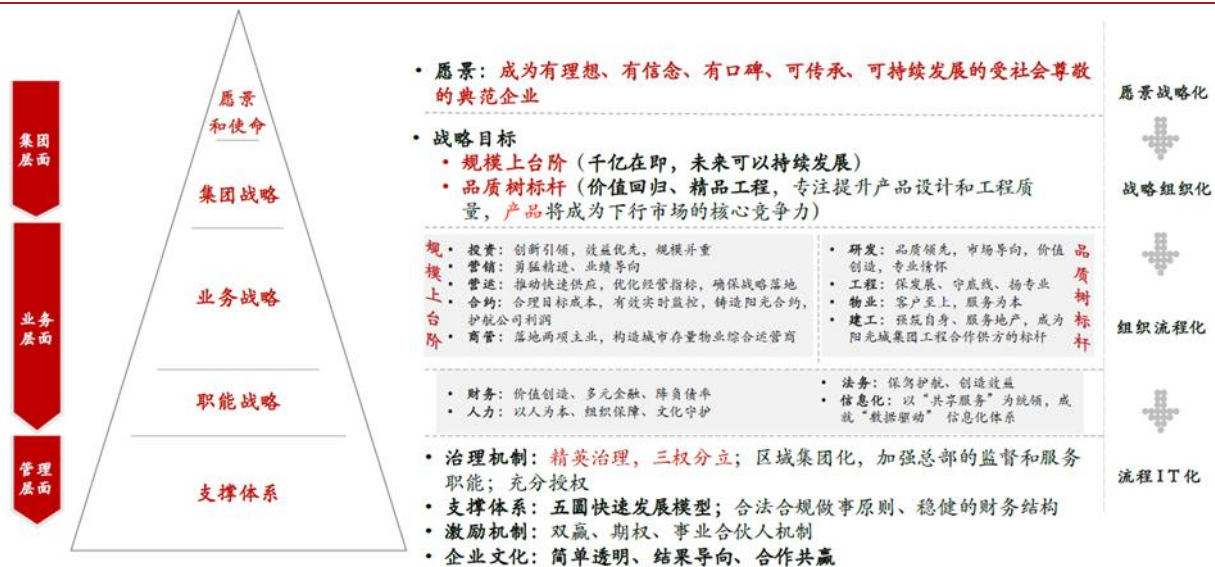 集团
层面
业务
层面
管理
层面
愿景
和使命
集团战略
业务战略
职能战略
支撑体系
• 愿景：成为有理想、有信念、有口碑、可传承、可持续发展的受社会尊敬
的典范企业
• 战略目标
• 规模上台阶（千亿在即，未来可以持续发展）
• 品质树标杆（价值回归、精品工程，专注提升产品设计和工程质
量，产品将成为下行市场的核心竞争力）
规模上台阶
• 投资：创新引领，效益优先，规模并重
• 营销：勇猛精进、业绩导向
• 营运：推动快速供应，优化经营指标，确保战略落地
• 合约：合理目标成本，有效实时监控，铸造阳光合约，
护航公司利润
• 商管：落地两项主业，构造城市存量物业综合运营商
• 研发：品质领先，市场导向，价值
创造，专业情怀
• 工程：保发展、守底线、扬专业
• 物业：客户至上，服务为本
• 建工：强筑自身、服务地产，成为
阳光城集团工程合作供方的标杆
品质树标杆
• 财务：价值创造、多元金融、降负债率
• 人力：以人为本、组织保障、文化守护
• 法务：保驾护航、创造效益
• 信息化：以“共享服务”为统领，成
就“数据驱动” 信息化体系
• 治理机制：精英治理，三权分立；区域集团化，加强总部的监督和服务
职能；充分授权
• 支撑体系：五圆快速发展模型；合法合规做事原则、稳健的财务结构
• 激励机制：双赢、期权、事业合伙人机制
• 企业文化：简单透明、结果导向、合作共赢
愿景战略化
战略组织化
组织流程化
流程IT化